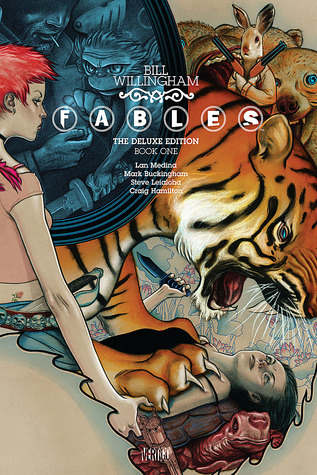 BILL
WILLINGHAM
FABLES
THE DELUXE EDITION
BOOK ONE
Lan Medina
Mark Buckingham
Steve Leialoha
Craig Hamilton
VERTIGO